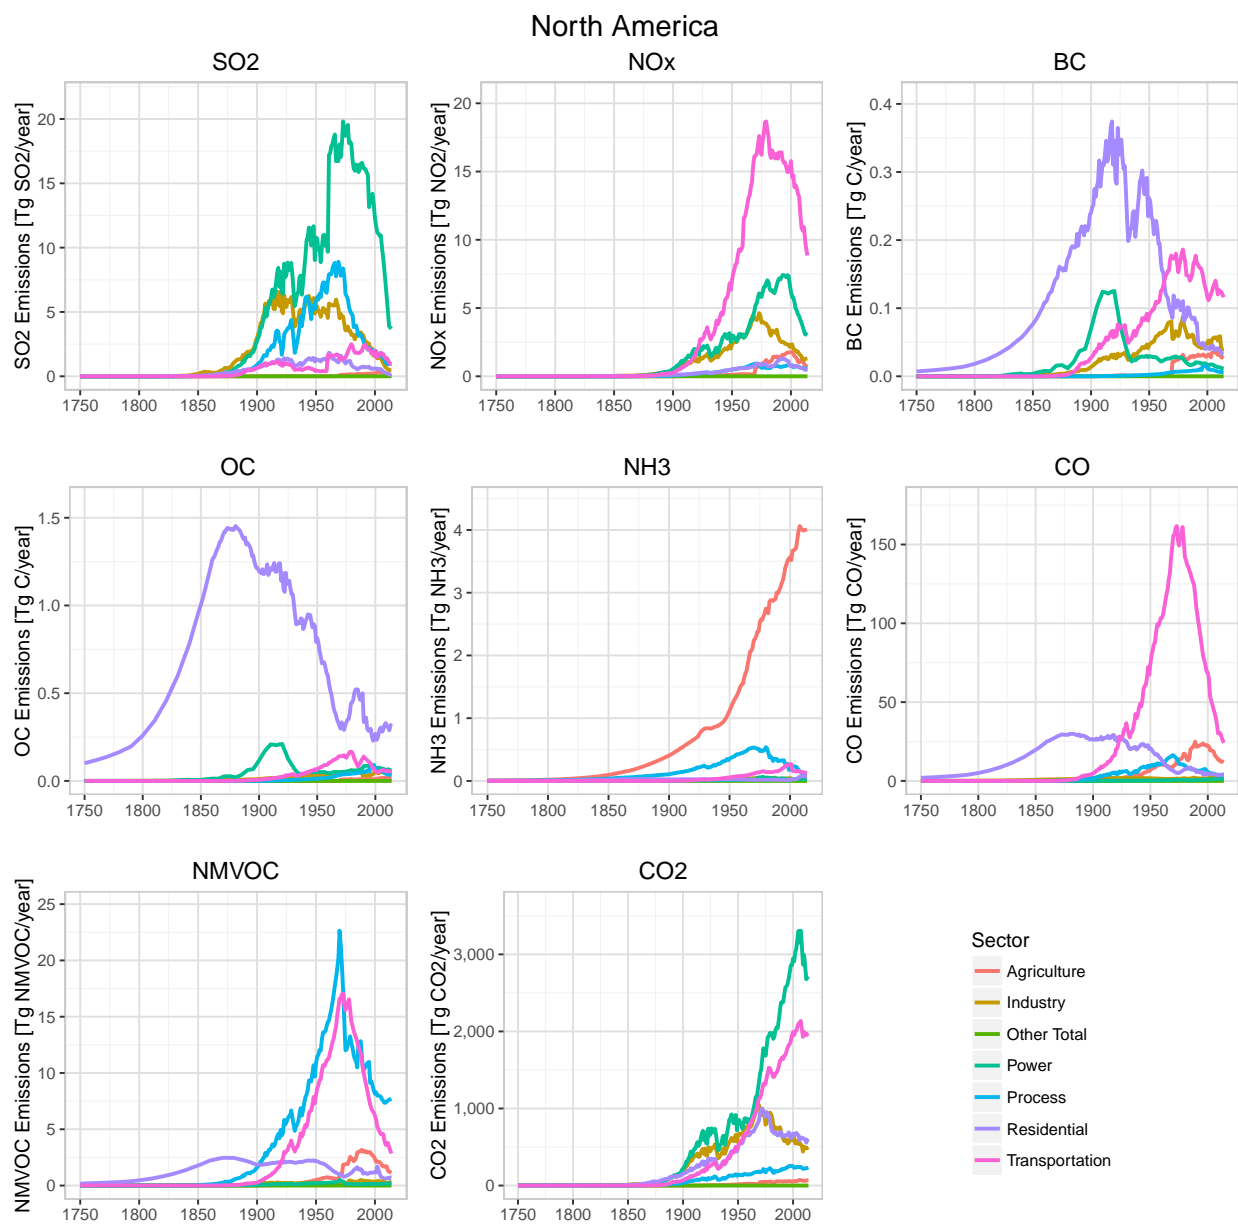 North America
SO2
NOx
BC
SO2 Emissions [Tg SO2/year]
20
15
10
5
0
1750 1800 1850 1900 1950 2000
NOx Emissions [Tg NO2/year]
20
15
10
5
0
1750 1800 1850 1900 1950 2000
BC Emissions [Tg C/year]
0.4
0.3
0.2
0.1
0.0
1750 1800 1850 1900 1950 2000
OC
NH3
CO
OC Emissions [Tg C/year]
1.5
1.0
0.5
0.0
1750 1800 1850 1900 1950 2000
NH3 Emissions [Tg NH3/year]
4
3
2
1
0
1750 1800 1850 1900 1950 2000
CO Emissions [Tg CO/year]
150
100
50
0
1750 1800 1850 1900 1950 2000
NMVOC
CO2
NMVOC Emissions [Tg NMVOC/year]
25
20
15
10
5
0
1750 1800 1850 1900 1950 2000
CO2 Emissions [Tg CO2/year]
3,000
2,000
1,000
0
1750 1800 1850 1900 1950 2000
Sector
Agriculture
Industry
Other Total
Power
Process
Residential
Transportation